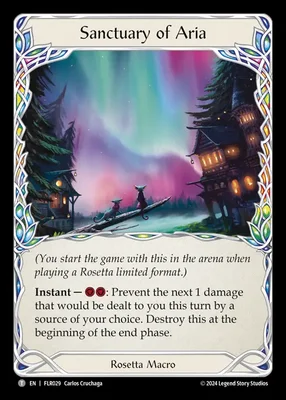 Sanctuary of Aria
(You start the game with this in the arena when
playing a Rosetta limited format.)
Instant — : Prevent the next 1 damage
that would be dealt to you this turn by a
source of your choice. Destroy this at the
beginning of the end phase.
Rosetta Macro
T | EN | FLR029 Carlos Cruchaga © 2024 Legend Story Studios